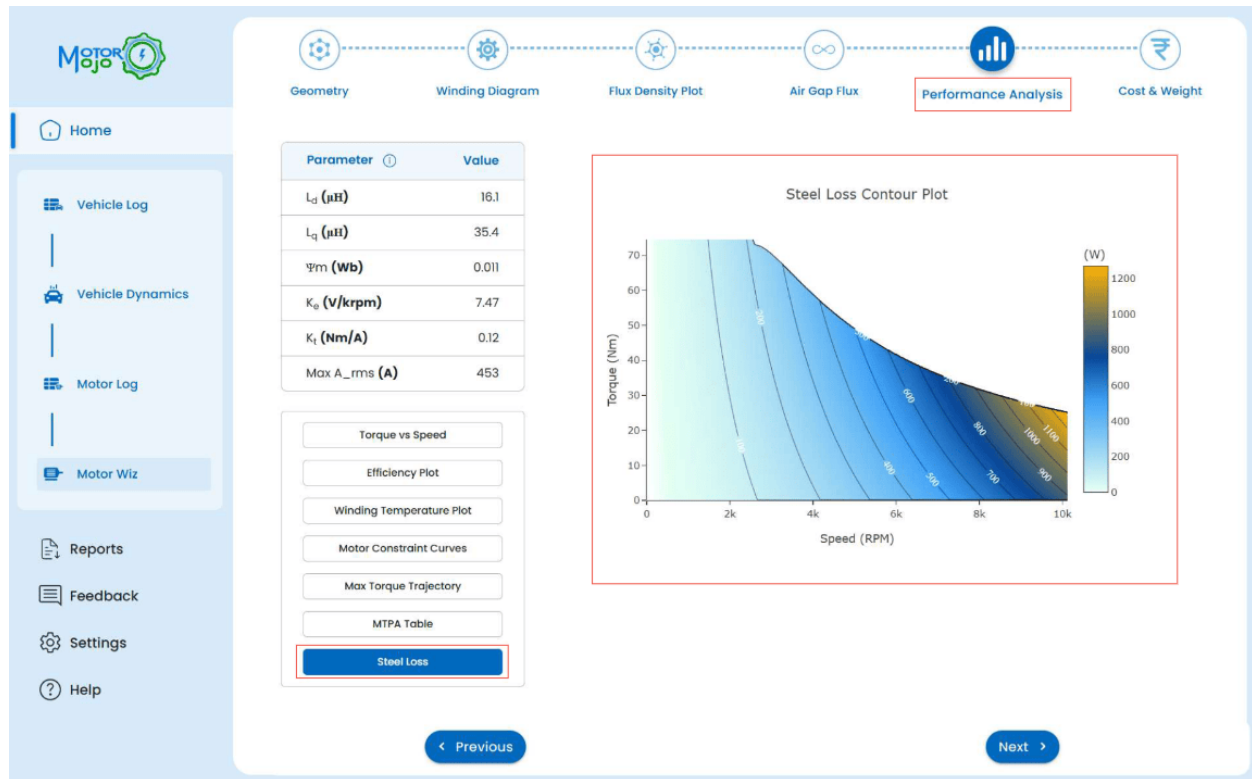 MOTOR
MOJO
Geometry
Winding Diagram
Flux Density Plot
Air Gap Flux
Performance Analysis
Cost & Weight
Home
Vehicle Log
Vehicle Dynamics
Motor Log
Motor Wiz
Reports
Feedback
Settings
Help
Parameter Value
Ld (μH) 16.1
Lq (μH) 35.4
Ψm (Wb) 0.011
Ke (V/krpm) 7.47
Kt (Nm/A) 0.12
Max A_rms (A) 453
Torque vs Speed
Efficiency Plot
Winding Temperature Plot
Motor Constraint Curves
Max Torque Trajectory
MTPA Table
Steel Loss
Steel Loss Contour Plot
(W)
1200
1000
800
600
400
200
0
Torque (Nm)
70
60
50
40
30
20
10
0
200
600
800
1000
1100
400
500
700
900
0 2k 4k 6k 8k 10k
Speed (RPM)
< Previous
Next >